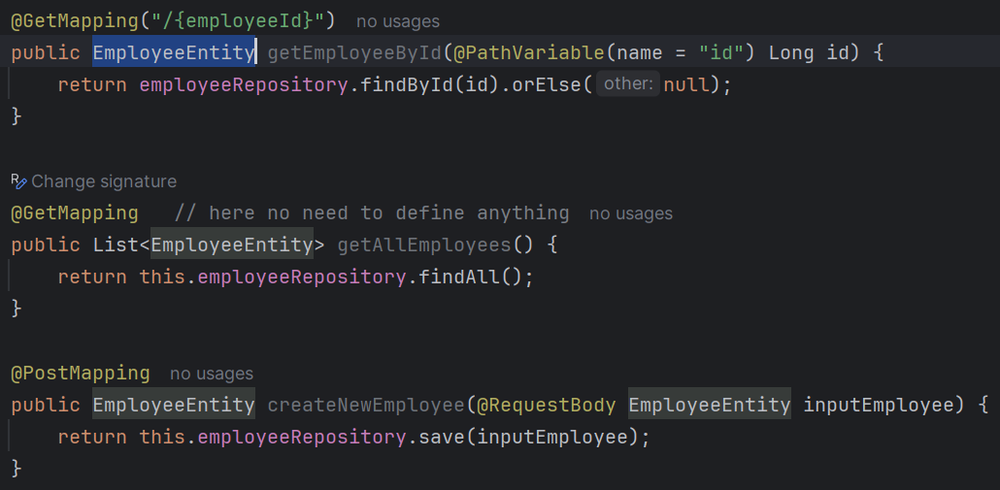 @GetMapping("/{employeeId}") no usages
public EmployeeEntity getEmployeeById(@PathVariable(name = "id") Long id) {
return employeeRepository.findById(id).orElse( other: null);
}
Change signature
@GetMapping // here no need to define anything no usages
public List<EmployeeEntity> getAllEmployees() {
return this.employeeRepository.findAll();
}
@PostMapping no usages
public EmployeeEntity createNewEmployee(@RequestBody EmployeeEntity inputEmployee) {
return this.employeeRepository.save(inputEmployee);
}